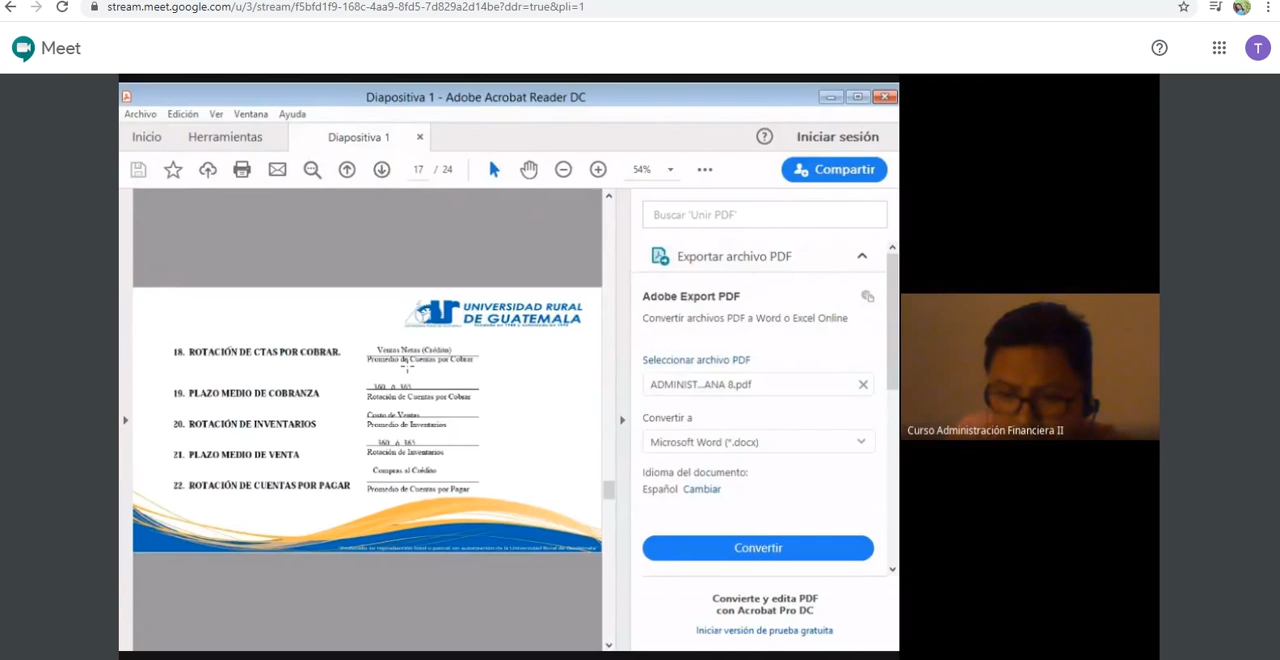 stream.meet.google.com/u/3/stream/f5bfd1f9-168c-4aa9-8fd5-7d829a2d14be?ddr=true&pli=1
Meet
T
Diapositiva 1 - Adobe Acrobat Reader DC
Archivo Edición Ver Ventana Ayuda
Inicio Herramientas Diapositiva 1 Iniciar sesión
17 / 24 54% Compartir
UNIVERSIDAD RURAL
DE GUATEMALA
18. ROTACIÓN DE CTAS POR COBRAR.
Ventas Netas (Crédito)
Promedio de Cuentas por Cobrar
19. PLAZO MEDIO DE COBRANZA
360 ó 365
Rotación de Cuentas por Cobrar
20. ROTACIÓN DE INVENTARIOS
Costo de Ventas
Promedio de Inventarios
21. PLAZO MEDIO DE VENTA
360 ó 365
Rotación de Inventarios
22. ROTACIÓN DE CUENTAS POR PAGAR
Compras al Crédito
Promedio de Cuentas por Pagar
Buscar 'Unir PDF'
Exportar archivo PDF
Adobe Export PDF
Convertir archivos PDF a Word o Excel Online
Seleccionar archivo PDF
ADMINIST...ANA 8.pdf
Convertir a
Microsoft Word (*.docx)
Idioma del documento:
Español Cambiar
Convertir
Convierte y edita PDF
con Acrobat Pro DC
Iniciar versión de prueba gratuita
Curso Administración Financiera II